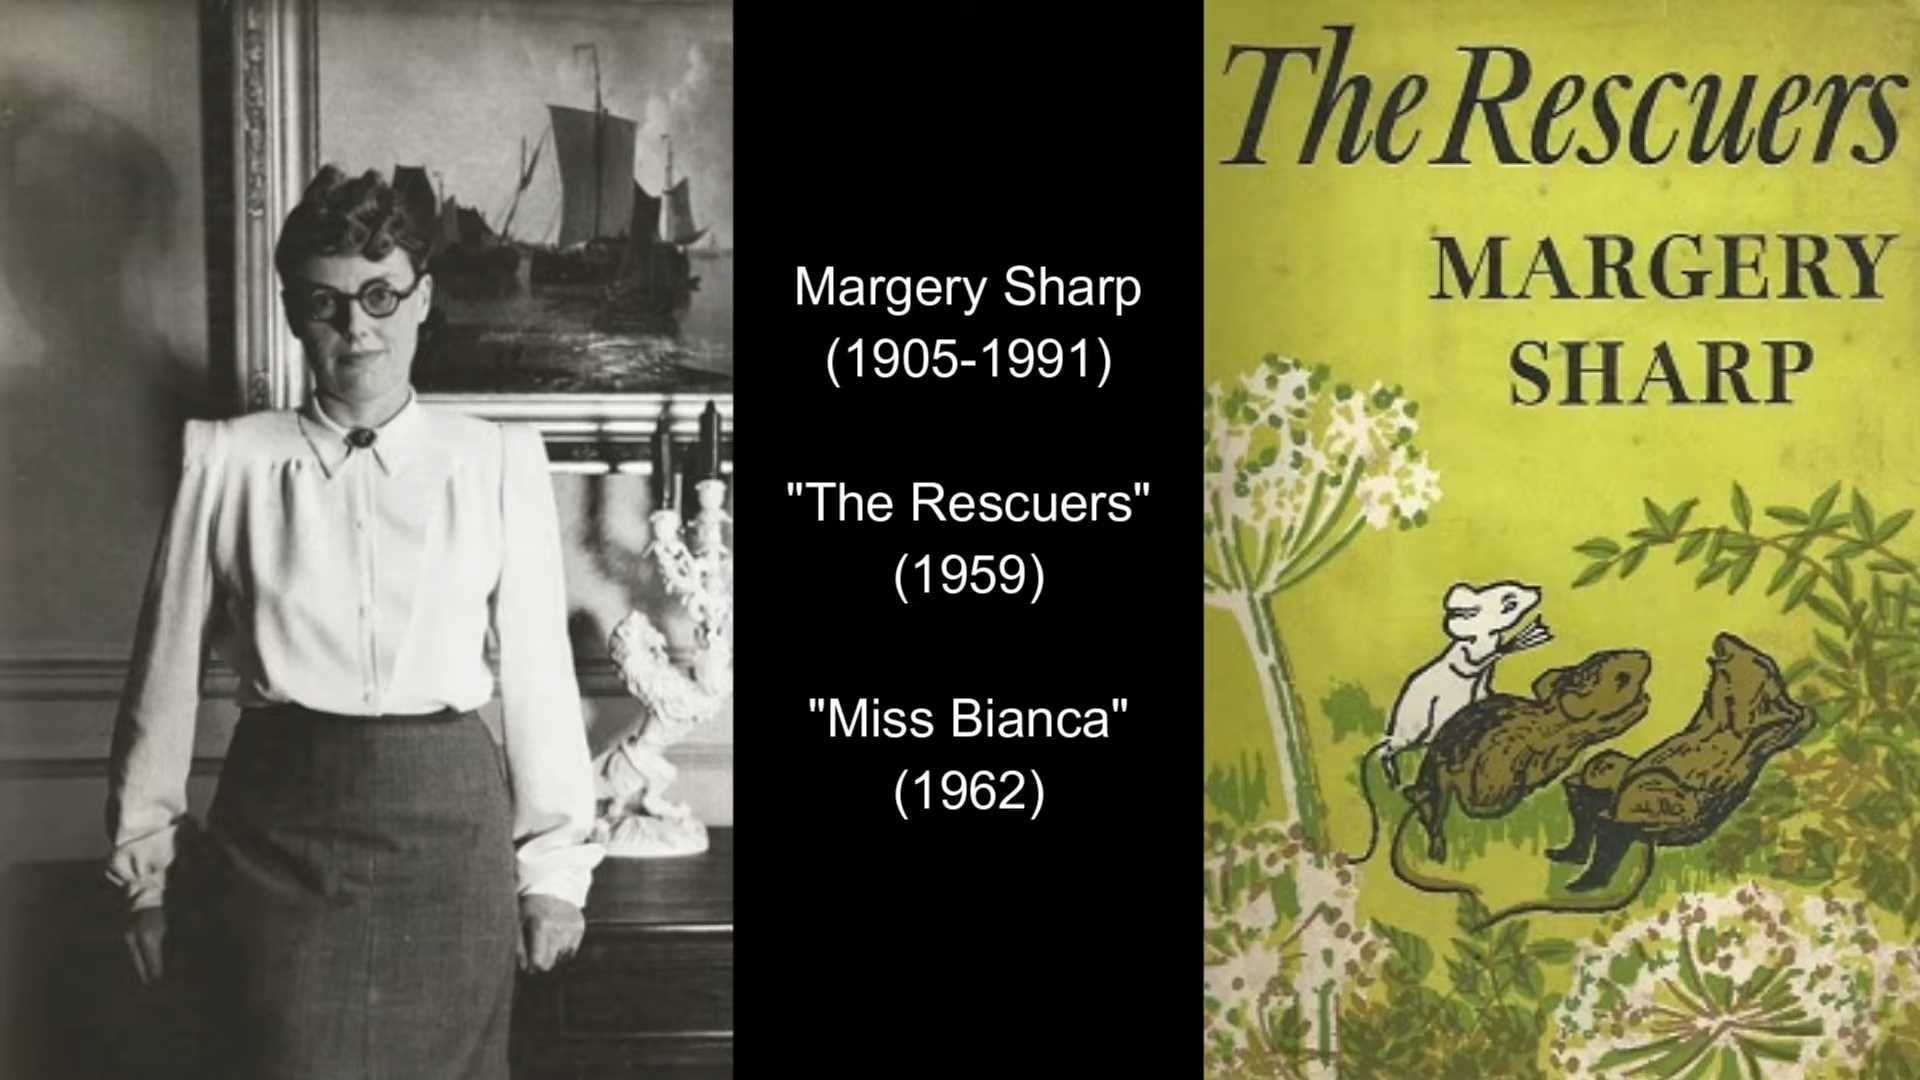 Margery Sharp
(1905-1991)
"The Rescuers"
(1959)
"Miss Bianca"
(1962)
The Rescuers
MARGERY
SHARP